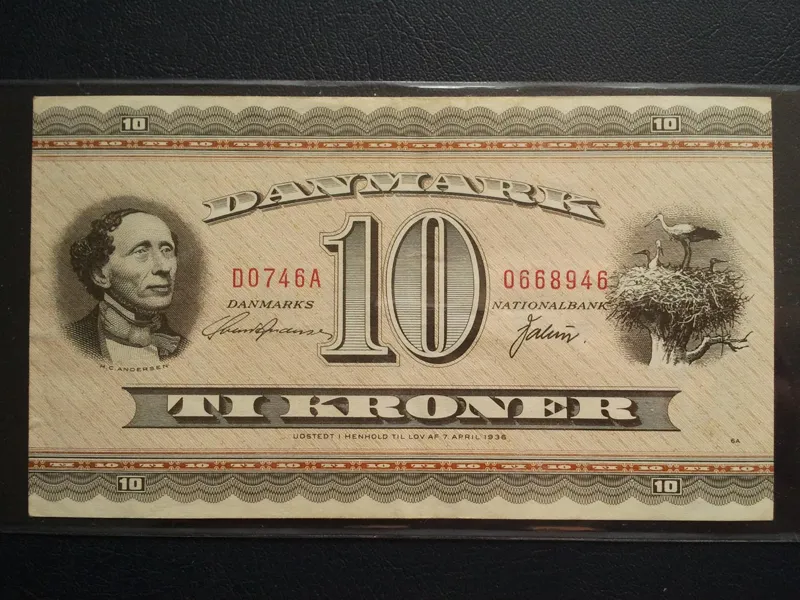 10 10
DANMARK
10
D0746A 0668946
DANMARKS NATIONALBANK
H.C. ANDERSEN
TI KRONER
UDSTEDT I HENHOLD TIL LOV AF 7. APRIL 1936
6A
10 10